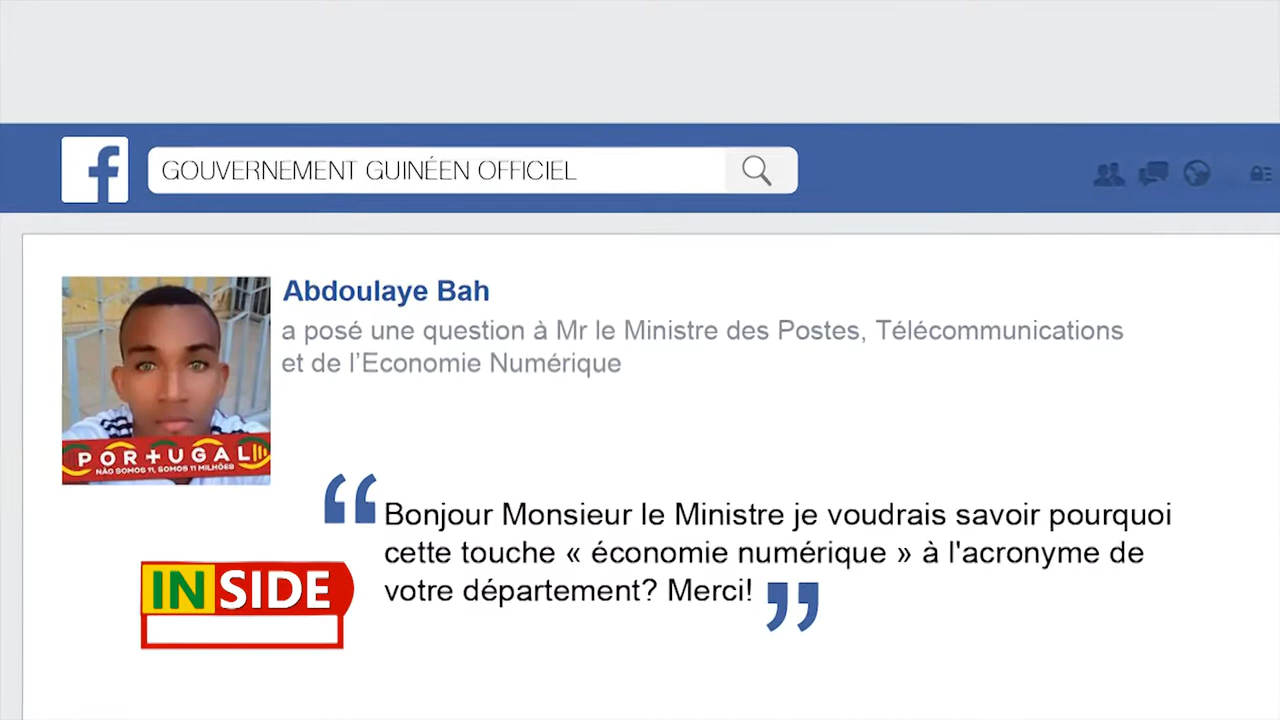 f
GOUVERNEMENT GUINÉEN OFFICIEL
Abdoulaye Bah
a posé une question à Mr le Ministre des Postes, Télécommunications
et de l’Economie Numérique
PORTUGAL
NÃO SOMOS 11, SOMOS 11 MILHÕES
“ Bonjour Monsieur le Ministre je voudrais savoir pourquoi
cette touche « économie numérique » à l'acronyme de
votre département? Merci! ”
INSIDE